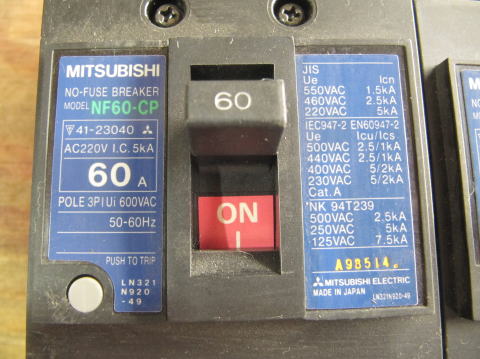 MITSUBISHI
NO-FUSE BREAKER
MODEL NF60-CP
41-23040
AC220V I.C. 5kA
60 A
POLE 3P Ui 600VAC
50-60Hz
PUSH TO TRIP
LN321
N920
-49
60
ON
I
JIS
Ue Icn
550VAC 1.5kA
460VAC 2.5kA
220VAC 5kA
IEC947-2 EN60947-2
Ue Icu/Ics
500VAC 2.5/1kA
440VAC 2.5/1kA
400VAC 5/2kA
230VAC 5/2kA
Cat.A
NK 94T239
500VAC 2.5kA
250VAC 5kA
125VAC 7.5kA
A98514
MITSUBISHI ELECTRIC
MADE IN JAPAN LN321N920-49